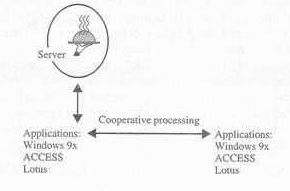 Server
Cooperative processing
Applications:
Windows 9x
ACCESS
Lotus
Applications:
Windows 9x
ACCESS
Lotus